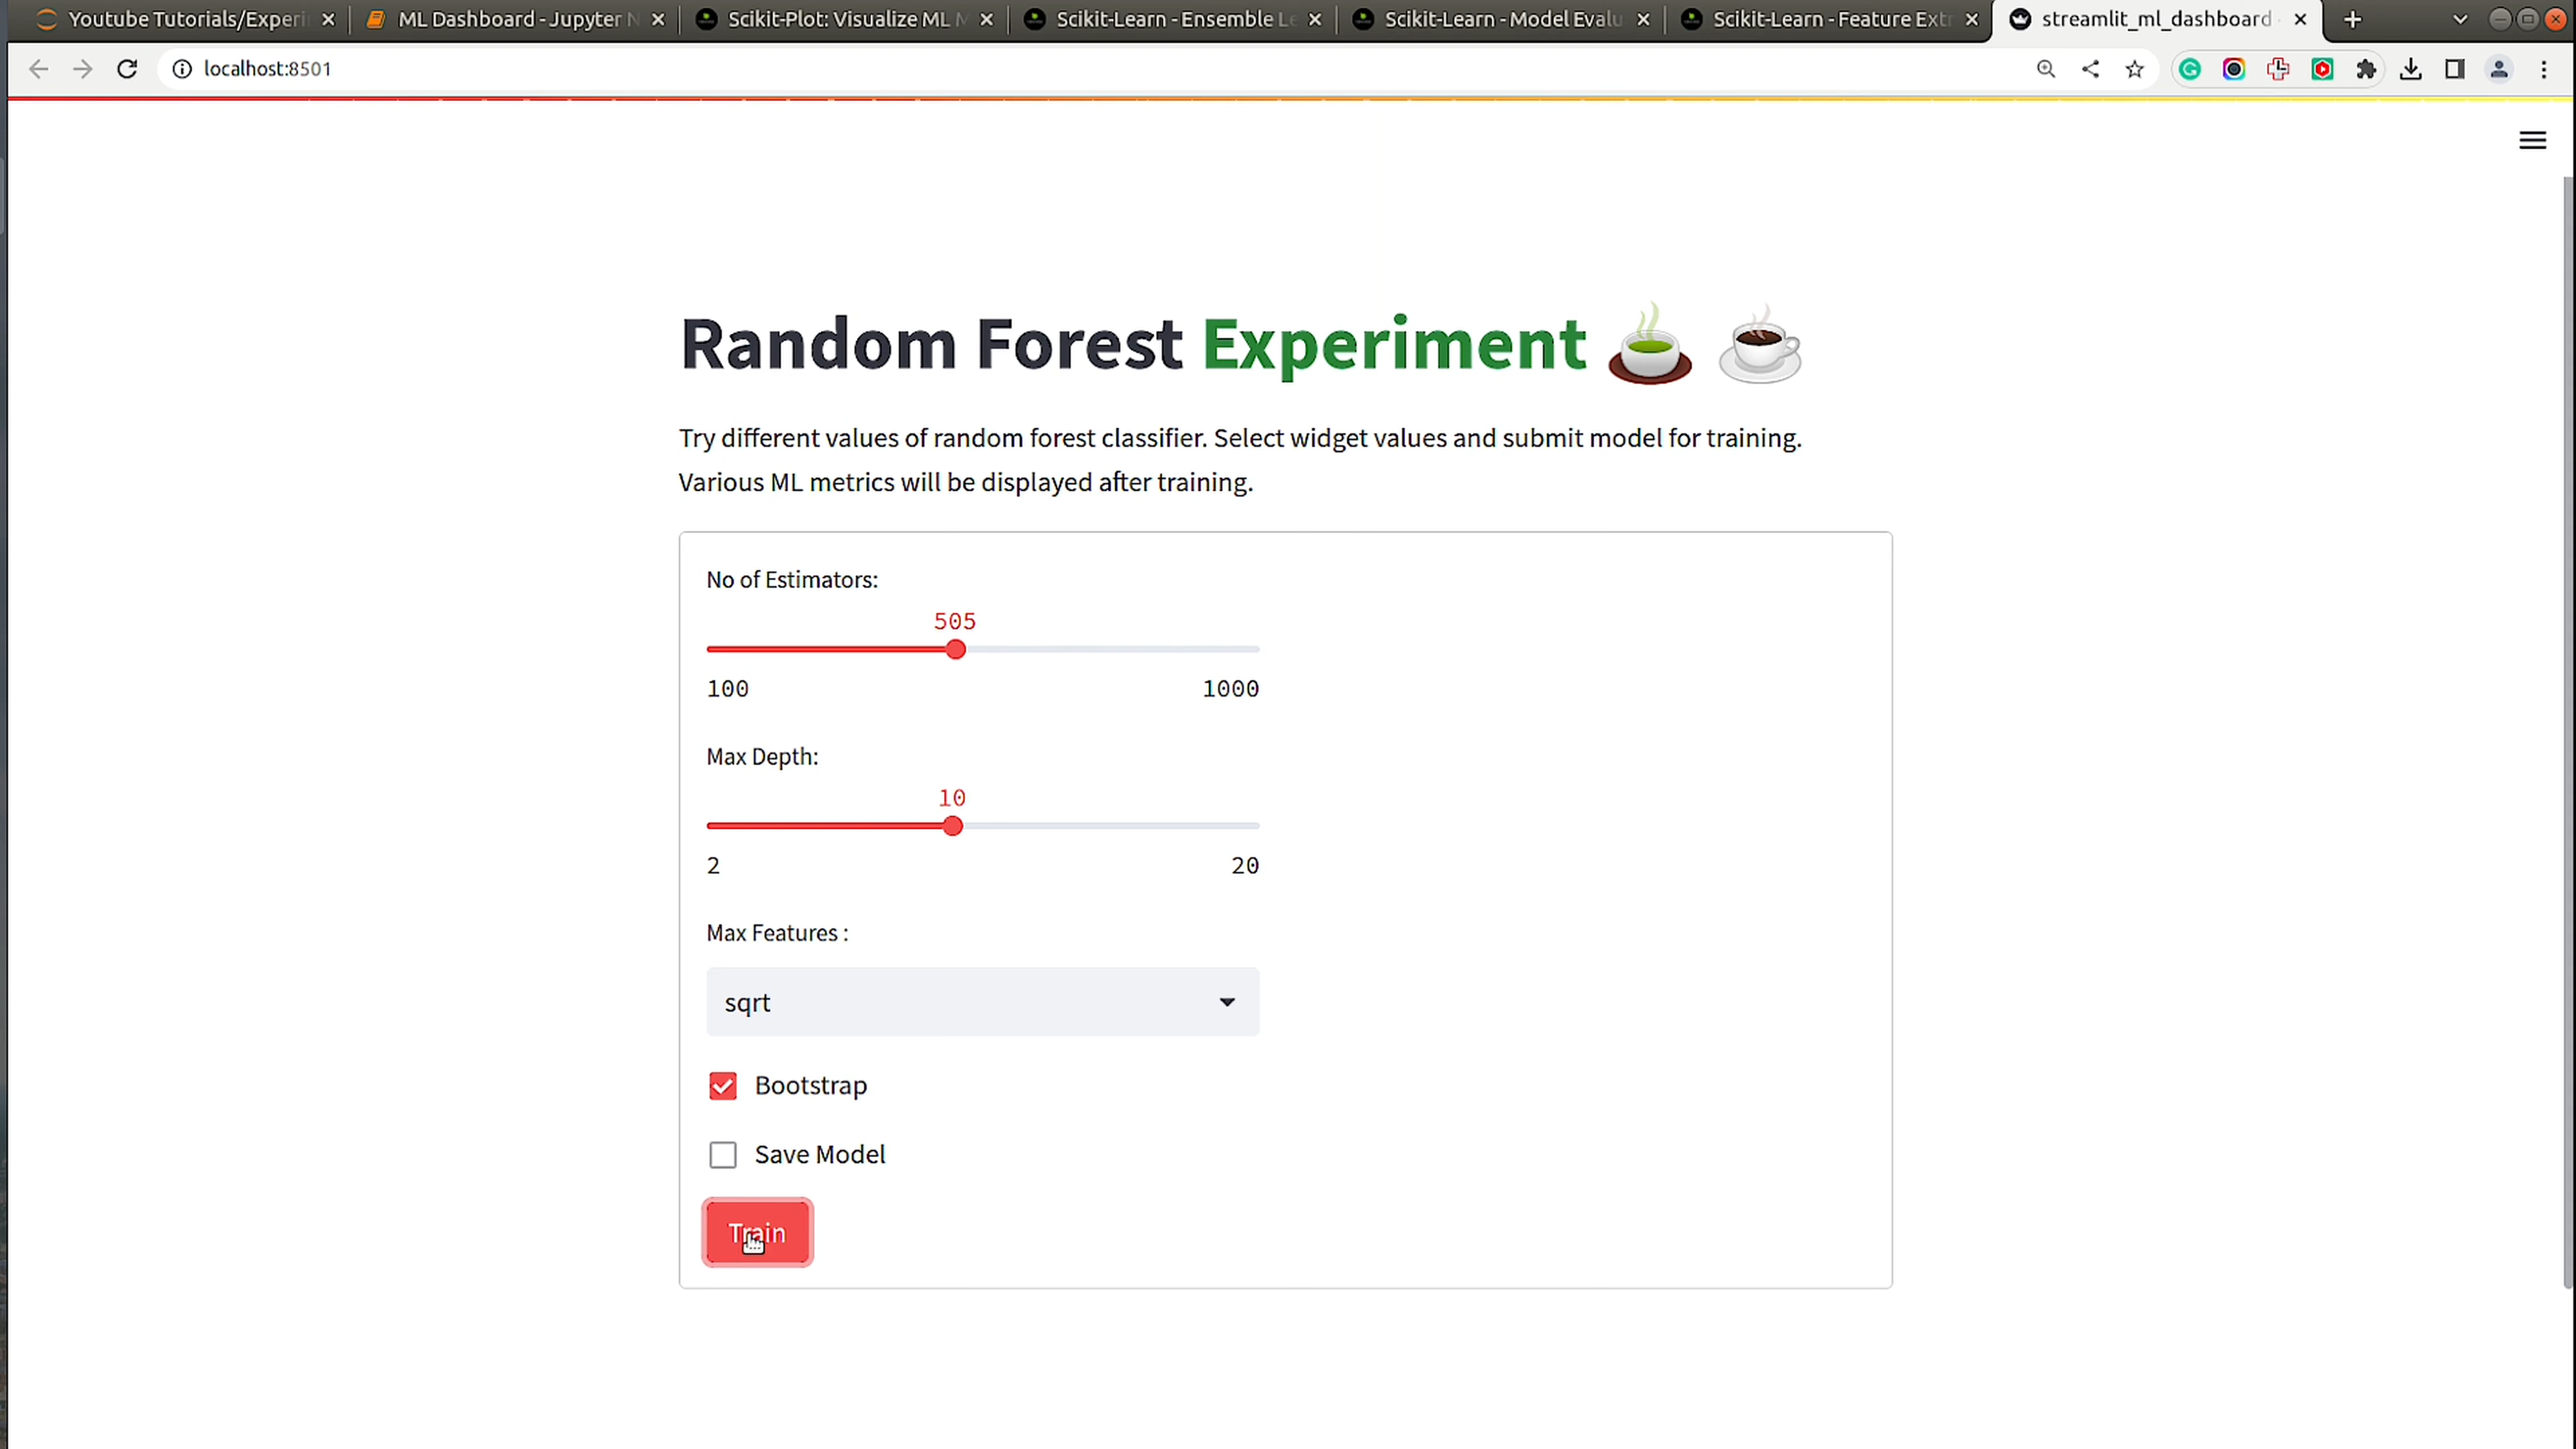 Youtube Tutorials/Experi
ML Dashboard - Jupyter N
Scikit-Plot: Visualize ML M
Scikit-Learn - Ensemble Le
Scikit-Learn - Model Evalu
Scikit-Learn - Feature Extr
streamlit_ml_dashboard
localhost:8501
Random Forest Experiment
Try different values of random forest classifier. Select widget values and submit model for training.
Various ML metrics will be displayed after training.
No of Estimators:
505
100 1000
Max Depth:
10
2 20
Max Features :
sqrt
Bootstrap
Save Model
Train